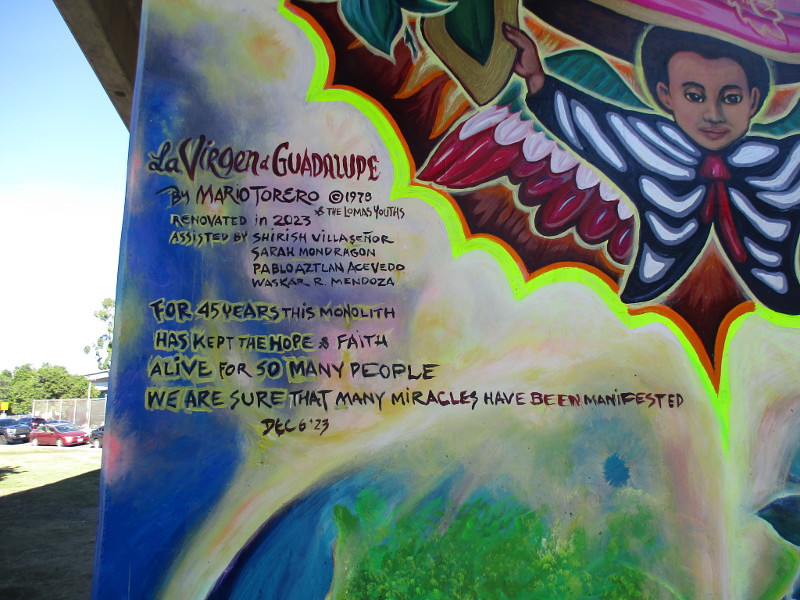 La Virgen de GUADALUPE
By MARIO TORERO ©1978
& THE LOMAS YOUTHS
RENOVATED in 2023
ASSISTED BY SHIRISH VILLASEÑOR
SARAH MONDRAGON
PABLO AZTLAN ACEVEDO
WASKAR R. MENDOZA
FOR 45 YEARS THIS MONOLITH
HAS KEPT THE HOPE & FAITH
ALIVE FOR SO MANY PEOPLE
WE ARE SURE THAT MANY MIRACLES HAVE BEEN MANIFESTED
DEC 6 '23